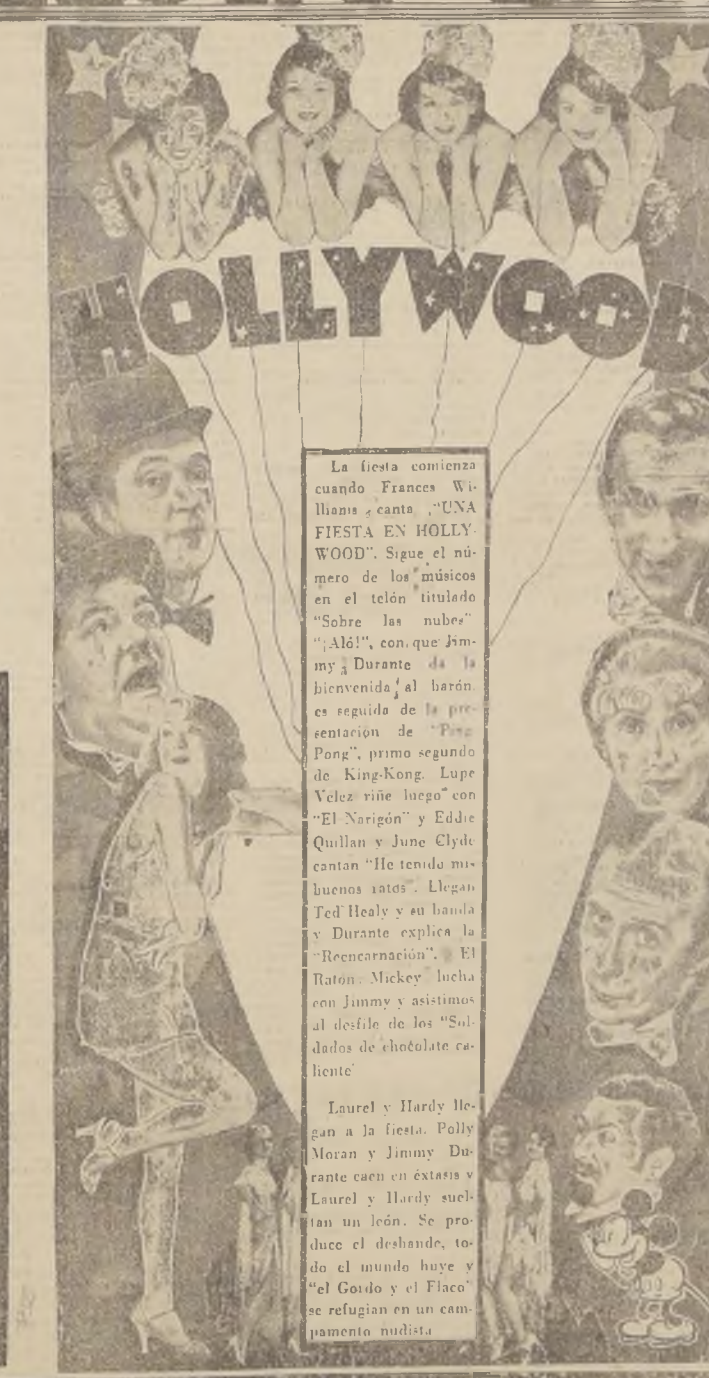 HOLLYWOOD
La fiesta comienza
cuando Frances Wi-
llianis canta "UNA
FIESTA EN HOLLY-
WOOD". Sigue el nú-
mero de los músicos
en el telón titulado
"Sobre las nubes"
"¡Aló!", con que Jim-
my Durante da la
bienvenida al barón,
es seguida de la pre-
sentación de "Ping
Pong", primo segundo
de King-Kong. Lupe
Vélez riñe luego con
"El Narigón" y Eddie
Quillan y June Clyde
cantan "He tenido mis
buenos ratos". Llegan
Ted Healy y su banda
y Durante explica la
"Reencarnación". El
Ratón Mickey lucha
con Jimmy y asistimos
al desfile de los "Sol-
dados de chocolate ca-
liente"
Laurel y Hardy lle-
gan a la fiesta. Polly
Moran y Jimmy Du-
rante caen en éxtasis y
Laurel y Hardy suel-
tan un león. Se pro-
duce el desbande, to-
do el mundo huye y
"el Gordo y el Flaco"
se refugian en un cam-
pamento nudista